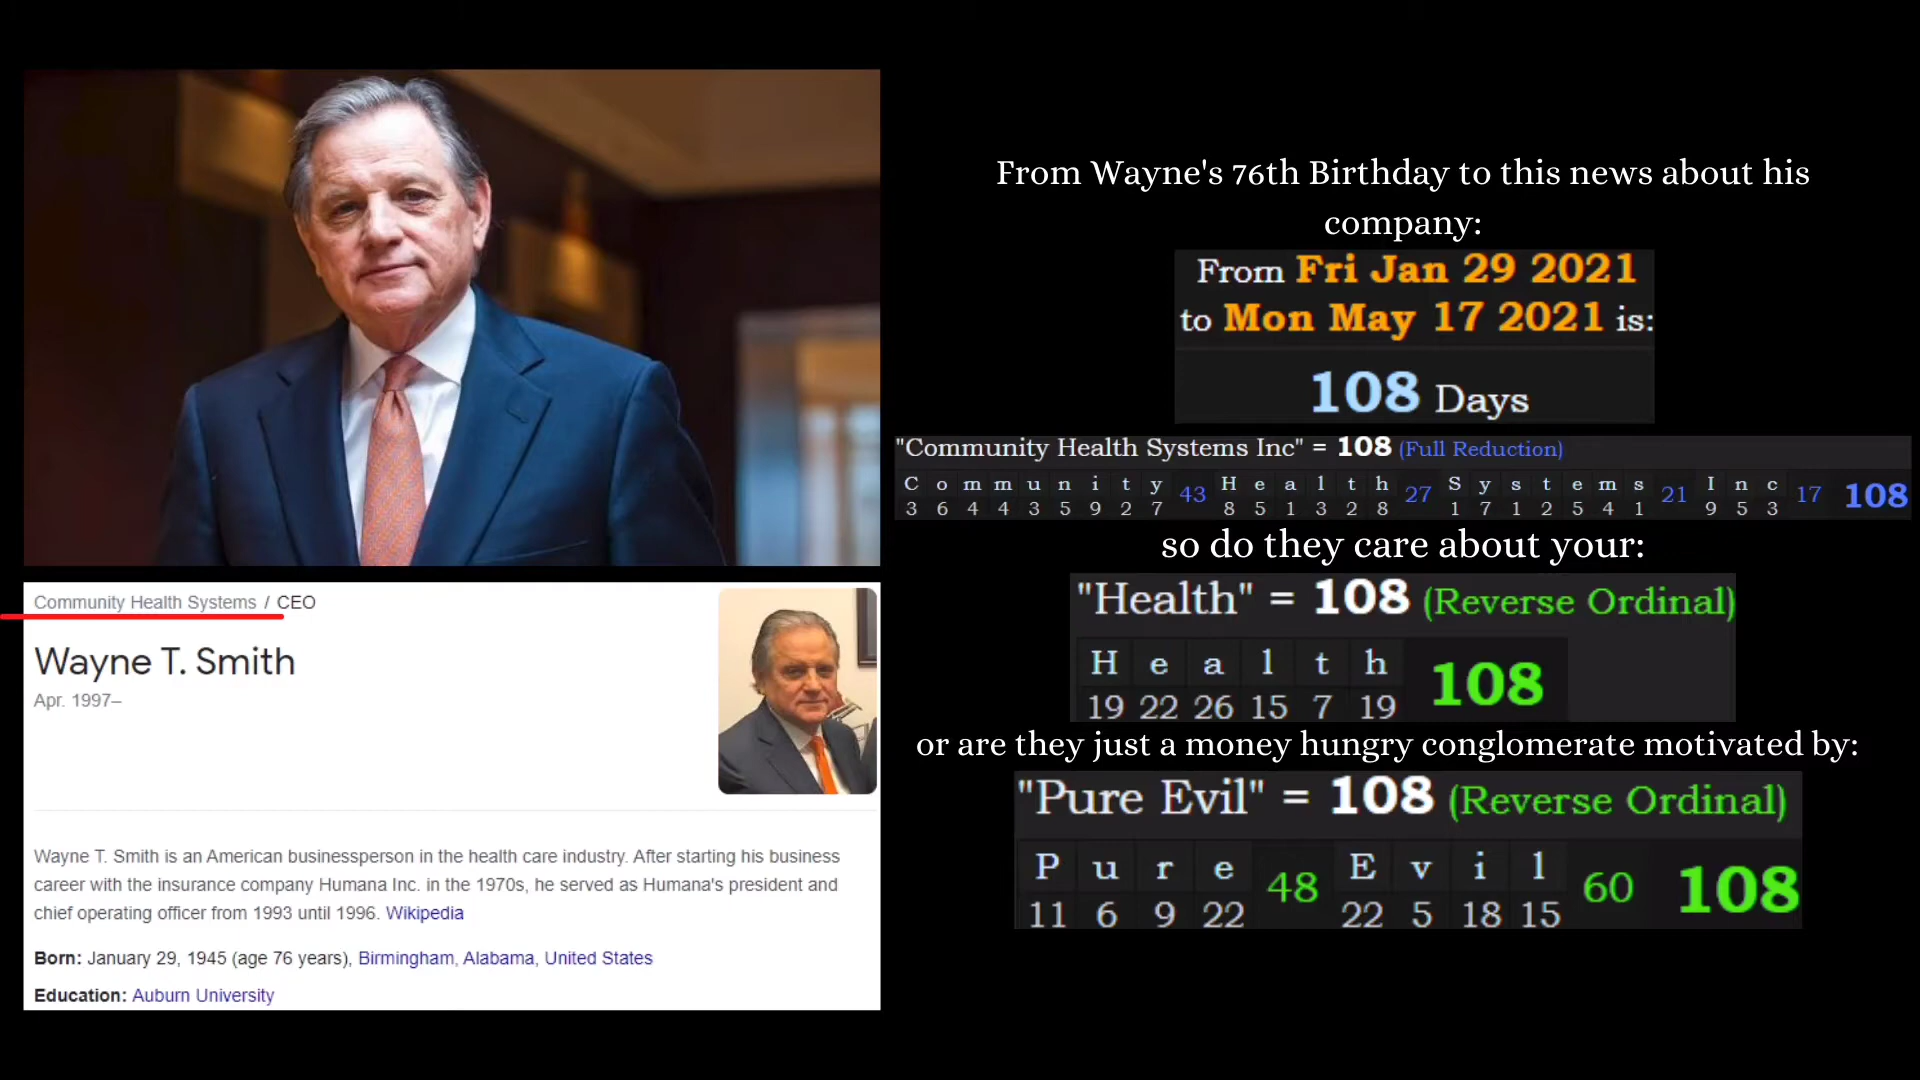 Community Health Systems / CEO
Wayne T. Smith
Apr. 1997–
Wayne T. Smith is an American businessperson in the health care industry. After starting his business
career with the insurance company Humana Inc. in the 1970s, he served as Humana's president and
chief operating officer from 1993 until 1996. Wikipedia
Born: January 29, 1945 (age 76 years), Birmingham, Alabama, United States
Education: Auburn University
From Wayne's 76th Birthday to this news about his
company:
From Fri Jan 29 2021
to Mon May 17 2021 is:
108 Days
"Community Health Systems Inc" = 108 (Full Reduction)
C o m m u n i t y 43 H e a l t h 27 S y s t e m s 21 I n c 17 108
3 6 4 4 3 5 9 2 7 8 5 1 3 2 8 1 7 1 2 5 4 1 9 5 3
so do they care about your:
"Health" = 108 (Reverse Ordinal)
H e a l t h 108
19 22 26 15 7 19
or are they just a money hungry conglomerate motivated by:
"Pure Evil" = 108 (Reverse Ordinal)
P u r e 48 E v i l 60 108
11 6 9 22 22 5 18 15